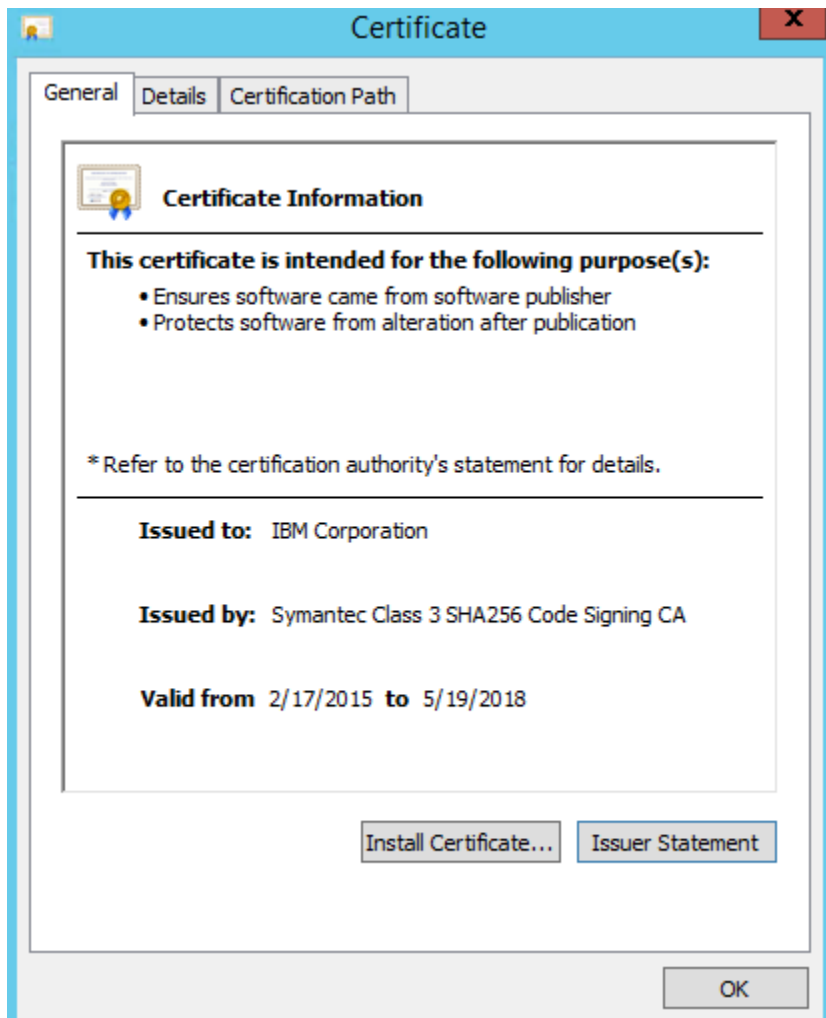 Certificate
x
General Details Certification Path
Certificate Information
This certificate is intended for the following purpose(s):
• Ensures software came from software publisher
• Protects software from alteration after publication
* Refer to the certification authority's statement for details.
Issued to: IBM Corporation
Issued by: Symantec Class 3 SHA256 Code Signing CA
Valid from 2/17/2015 to 5/19/2018
Install Certificate... Issuer Statement
OK